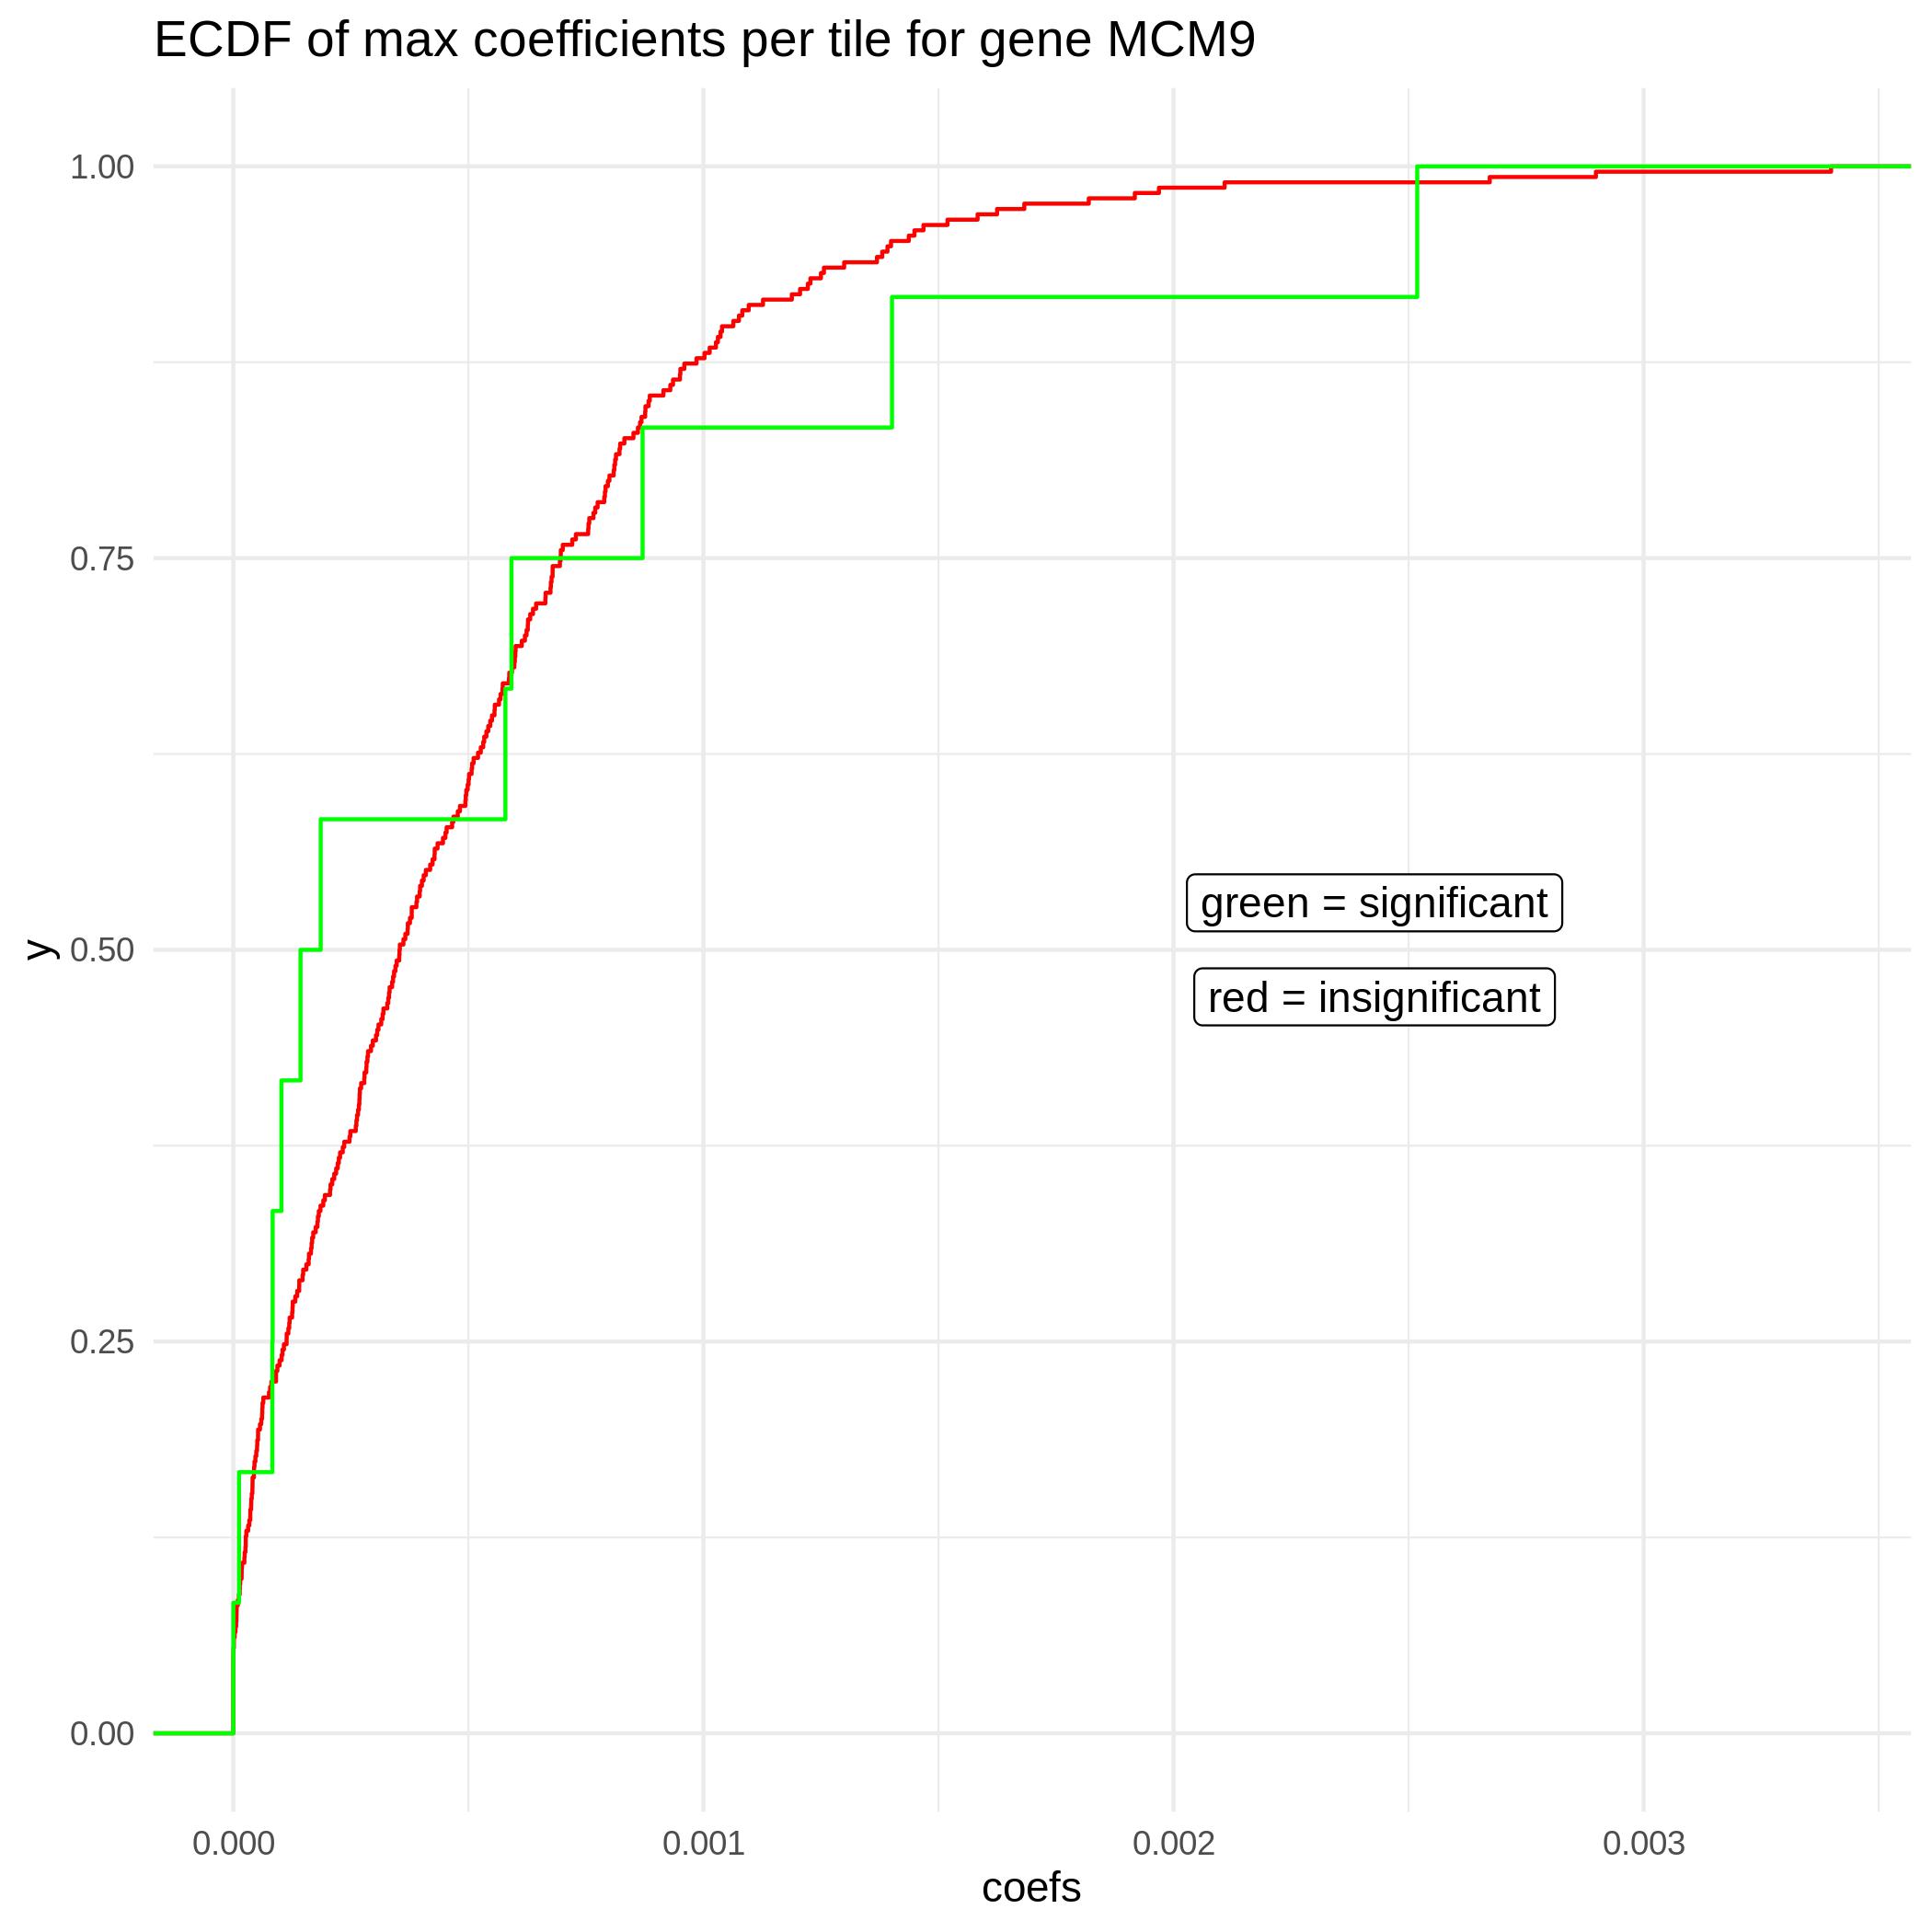 ECDF of max coefficients per tile for gene MCM9
1.00
0.75
0.50
0.25
0.00
y
green = significant
red = insignificant
0.000 0.001 0.002 0.003
coefs